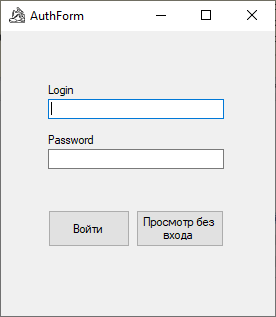 AuthForm
Login
Password
Войти
Просмотр без
входа